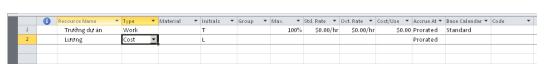 Resource Name Type Material Initials Group Max. Std. Rate Ovt. Rate Cost/Use Accrue At Base Calendar Code
1 Trưởng dự án Work T 100% $0.00/hr $0.00/hr $0.00 Prorated Standard
2 Lương Cost L Prorated